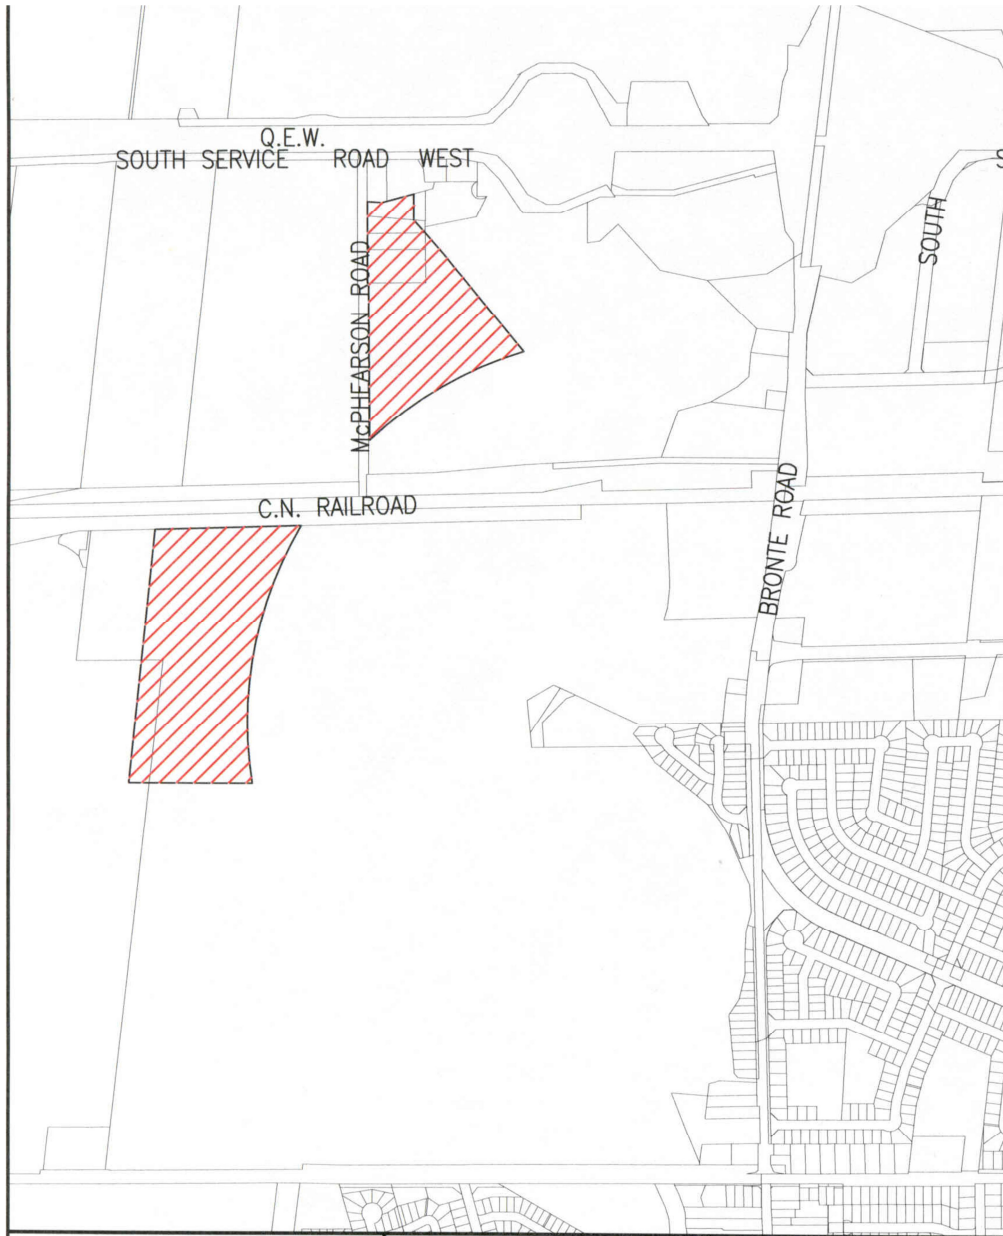 Q.E.W.
SOUTH SERVICE ROAD WEST
S
SOUTH
McPHEARSON ROAD
C.N. RAILROAD
BRONTE ROAD